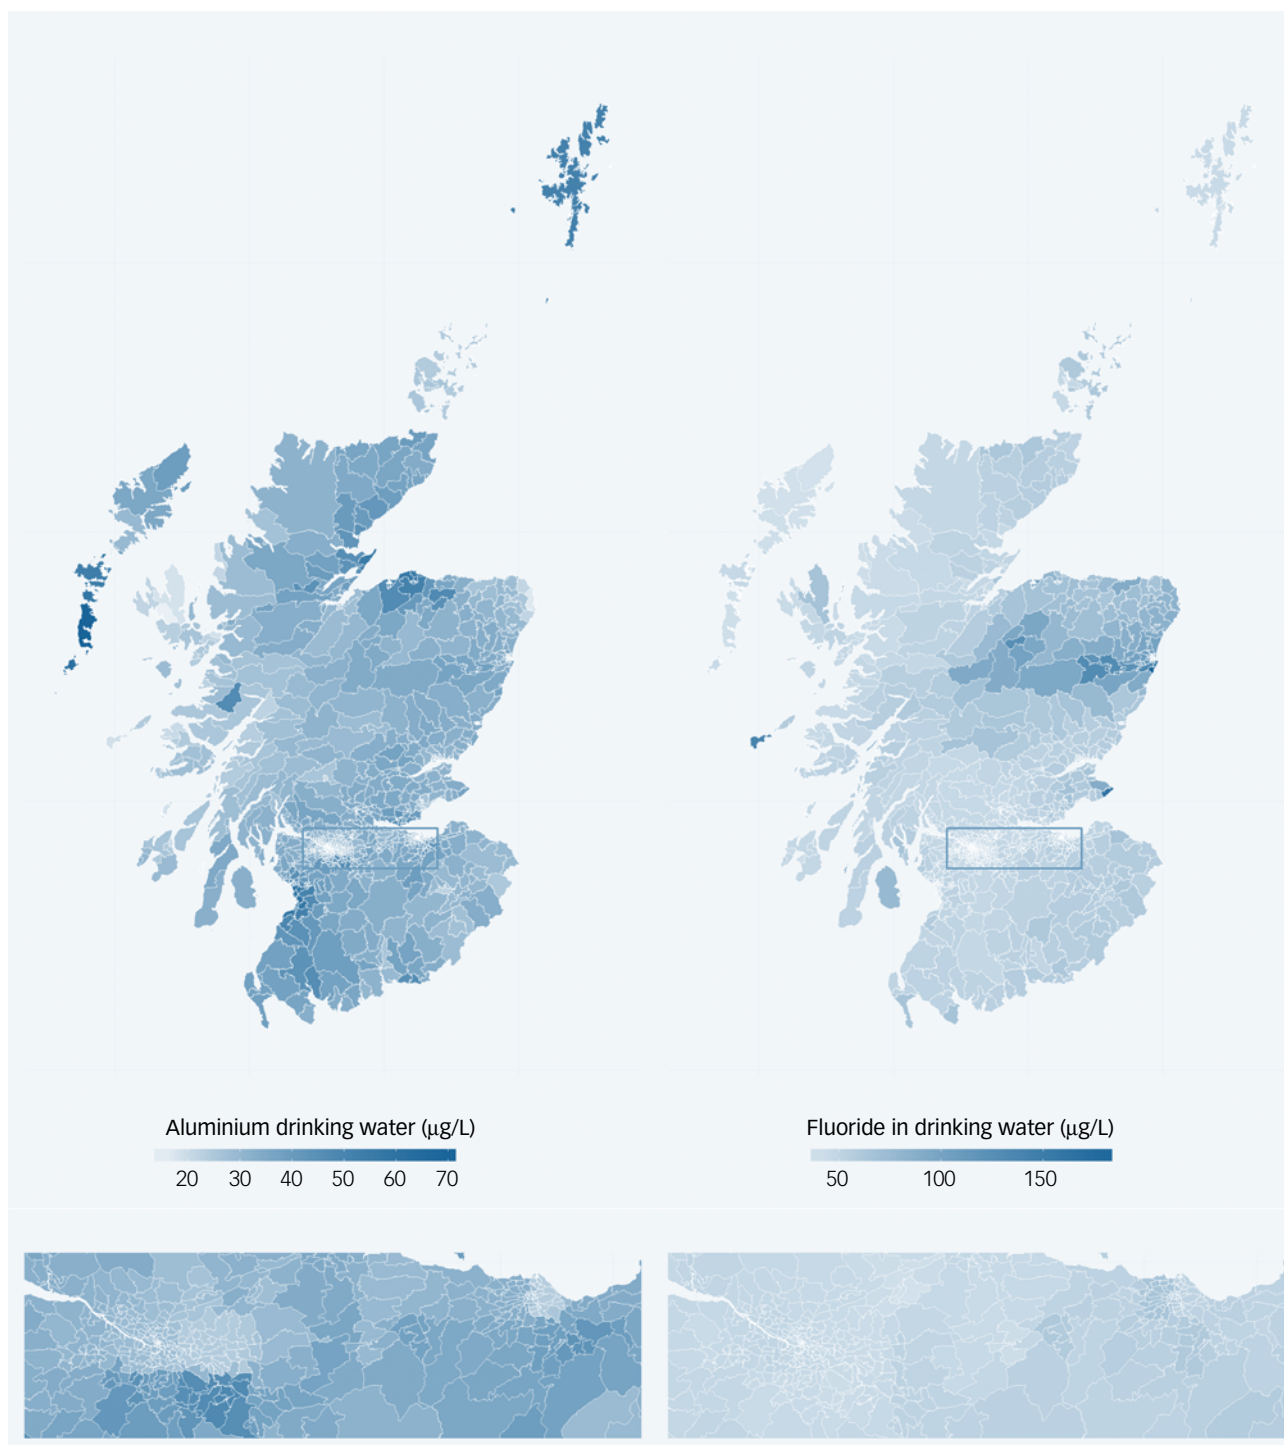 Aluminium drinking water (μg/L)
20 30 40 50 60 70
Fluoride in drinking water (μg/L)
50 100 150